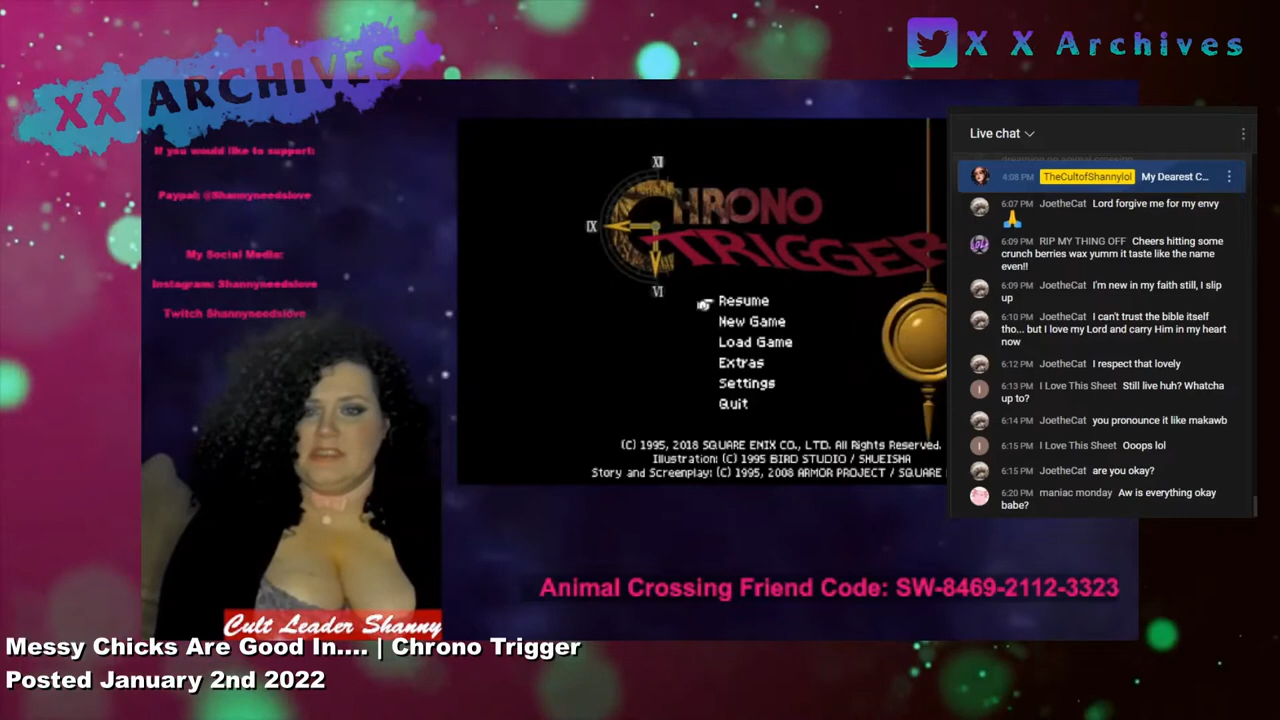 XX ARCHIVES
X X Archives
If you would like to support:
Paypal: @Shannyneedslove
My Social Media:
Instagram: Shannyneedslove
Twitch Shannyneedslove
XII
IX
VI
CHRONO
TRIGGER
Resume
New Game
Load Game
Extras
Settings
Quit
(C) 1995, 2018 SQUARE ENIX CO., LTD. All Rights Reserved.
Illustration: (C) 1995 BIRD STUDIO / SHUEISHA
Story and Screenplay: (C) 1995, 2008 ARMOR PROJECT / SQUARE
Live chat
4:08 PM TheCultofShannylol My Dearest C...
6:07 PM JoetheCat Lord forgive me for my envy
🙏
6:09 PM RIP MY THING OFF Cheers hitting some
crunch berries wax yumm it taste like the name
even!!
6:09 PM JoetheCat I'm new in my faith still, I slip
up
6:10 PM JoetheCat I can't trust the bible itself
tho... but I love my Lord and carry Him in my heart
now
6:12 PM JoetheCat I respect that lovely
I 6:13 PM I Love This Sheet Still live huh? Whatcha
up to?
6:14 PM JoetheCat you pronounce it like makawb
I 6:15 PM I Love This Sheet Ooops lol
6:15 PM JoetheCat are you okay?
6:20 PM maniac monday Aw is everything okay
babe?
Animal Crossing Friend Code: SW-8469-2112-3323
Cult Leader Shanny
Messy Chicks Are Good In.... | Chrono Trigger
Posted January 2nd 2022